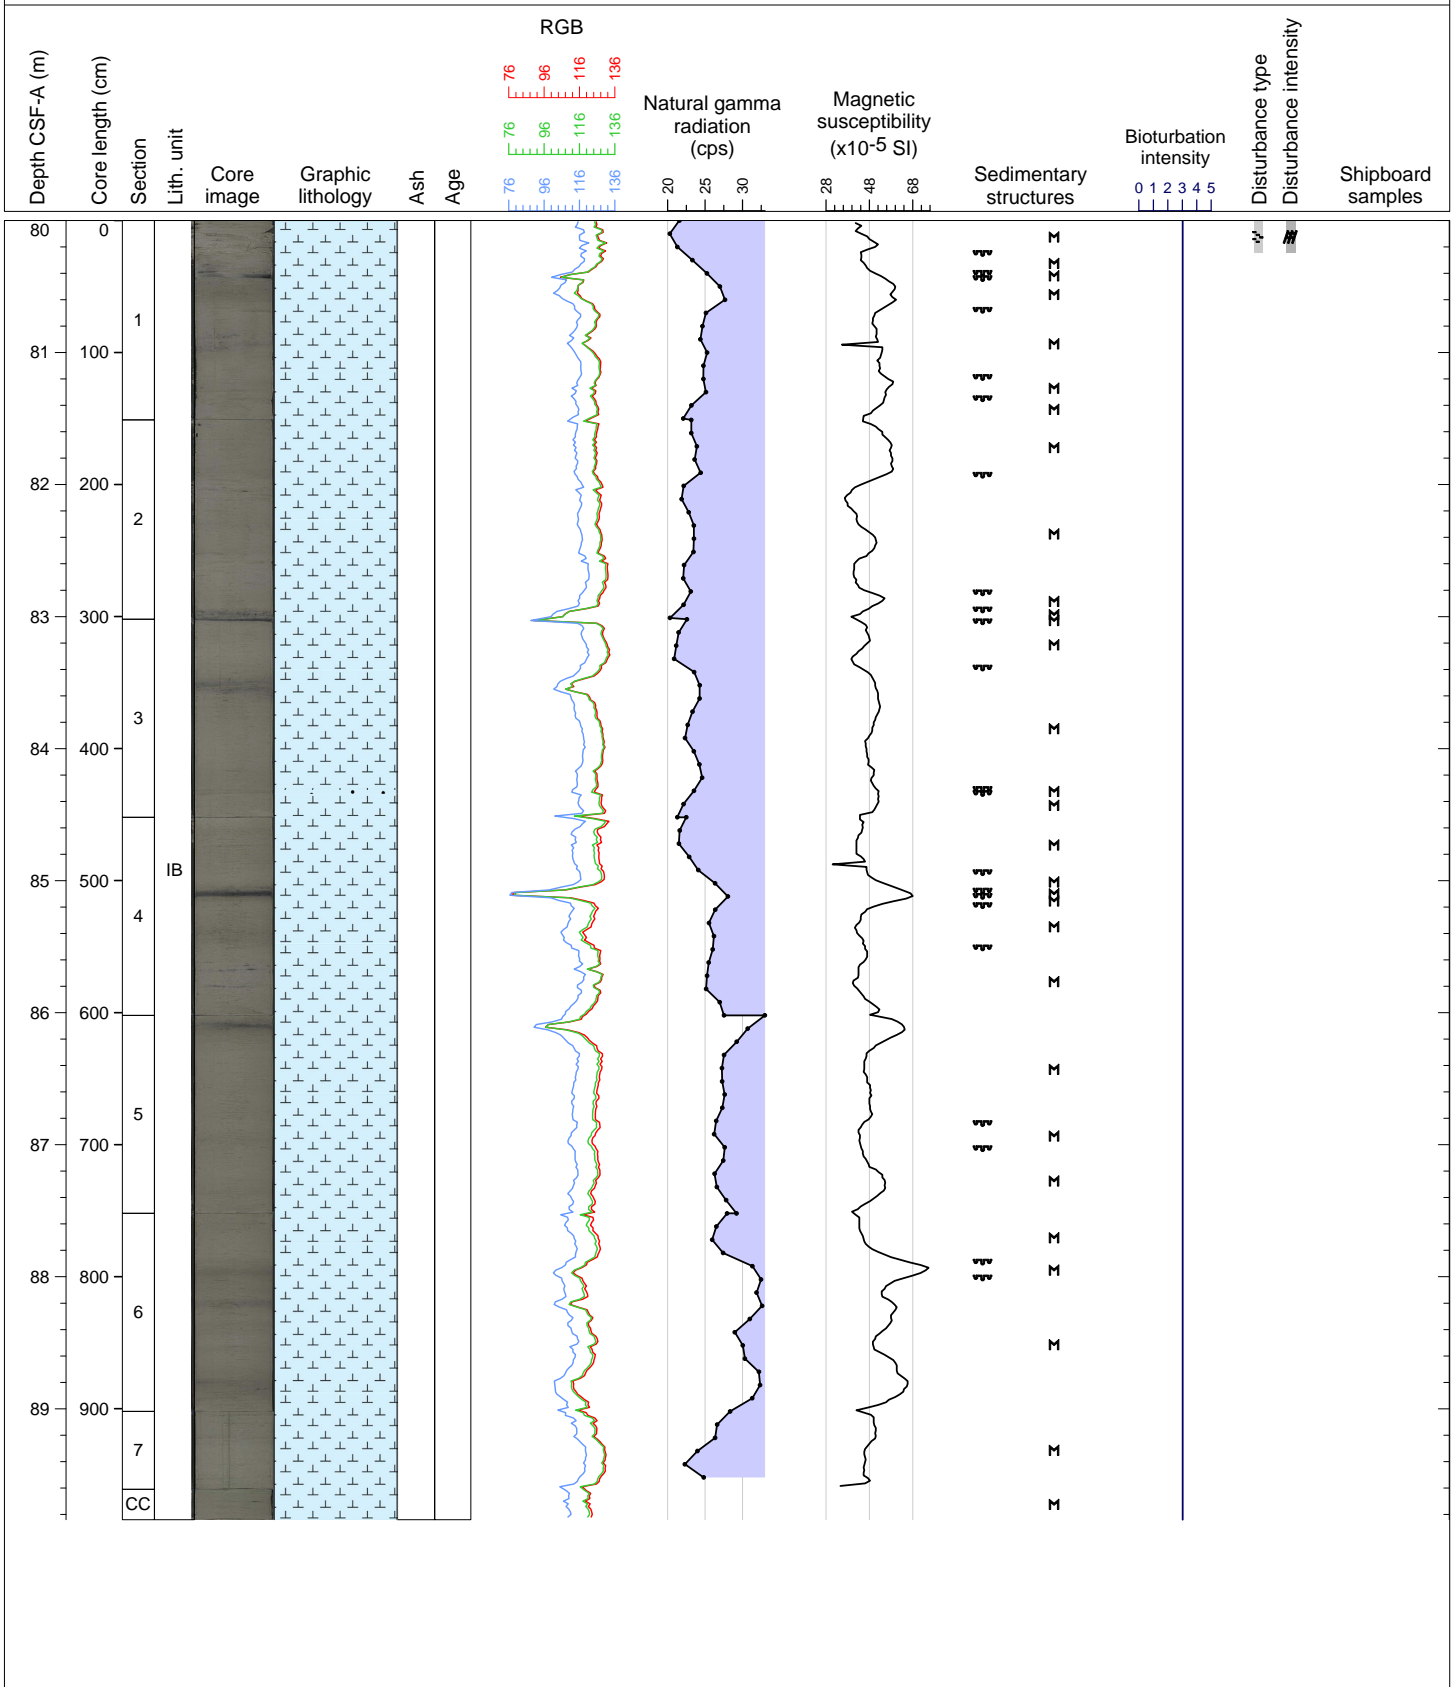 RGB
76 96 116 136
76 96 116 136
76 96 116 136
Depth CSF-A (m)
Core length (cm)
Section
Lith. unit
Core
image
Graphic
lithology
Ash
Age
Natural gamma
radiation
(cps)
20 25 30
Magnetic
susceptibility
(x10-5 SI)
28 48 68
Sedimentary
structures
Bioturbation
intensity
0 1 2 3 4 5
Disturbance type
Disturbance intensity
Shipboard
samples
80 0
1
81 100
82 200
2
83 300
3
84 400
IB
85 500
4
86 600
5
87 700
88 800
6
89 900
7
CC